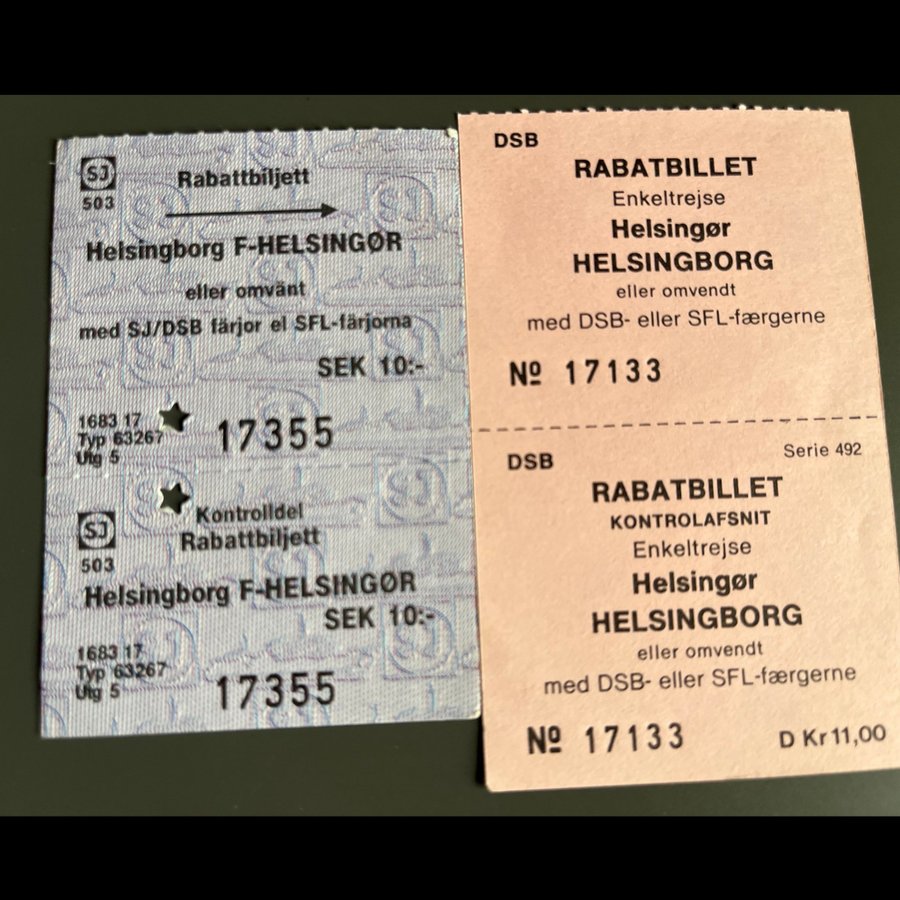 SJ
503
Rabattbiljett
Helsingborg F-HELSINGØR
eller omvänt
med SJ/DSB färjor el SFL-färjorna
SEK 10:-
1683 17
Typ 63267
Utg 5
17355
SJ
503
Kontrolldel
Rabattbiljett
Helsingborg F-HELSINGØR
SEK 10:-
1683 17
Typ 63267
Utg 5
17355
DSB
RABATBILLET
Enkeltrejse
Helsingør
HELSINGBORG
eller omvendt
med DSB- eller SFL-færgerne
Nº 17133
DSB
Serie 492
RABATBILLET
KONTROLAFSNIT
Enkeltrejse
Helsingør
HELSINGBORG
eller omvendt
med DSB- eller SFL-færgerne
Nº 17133
D Kr 11,00